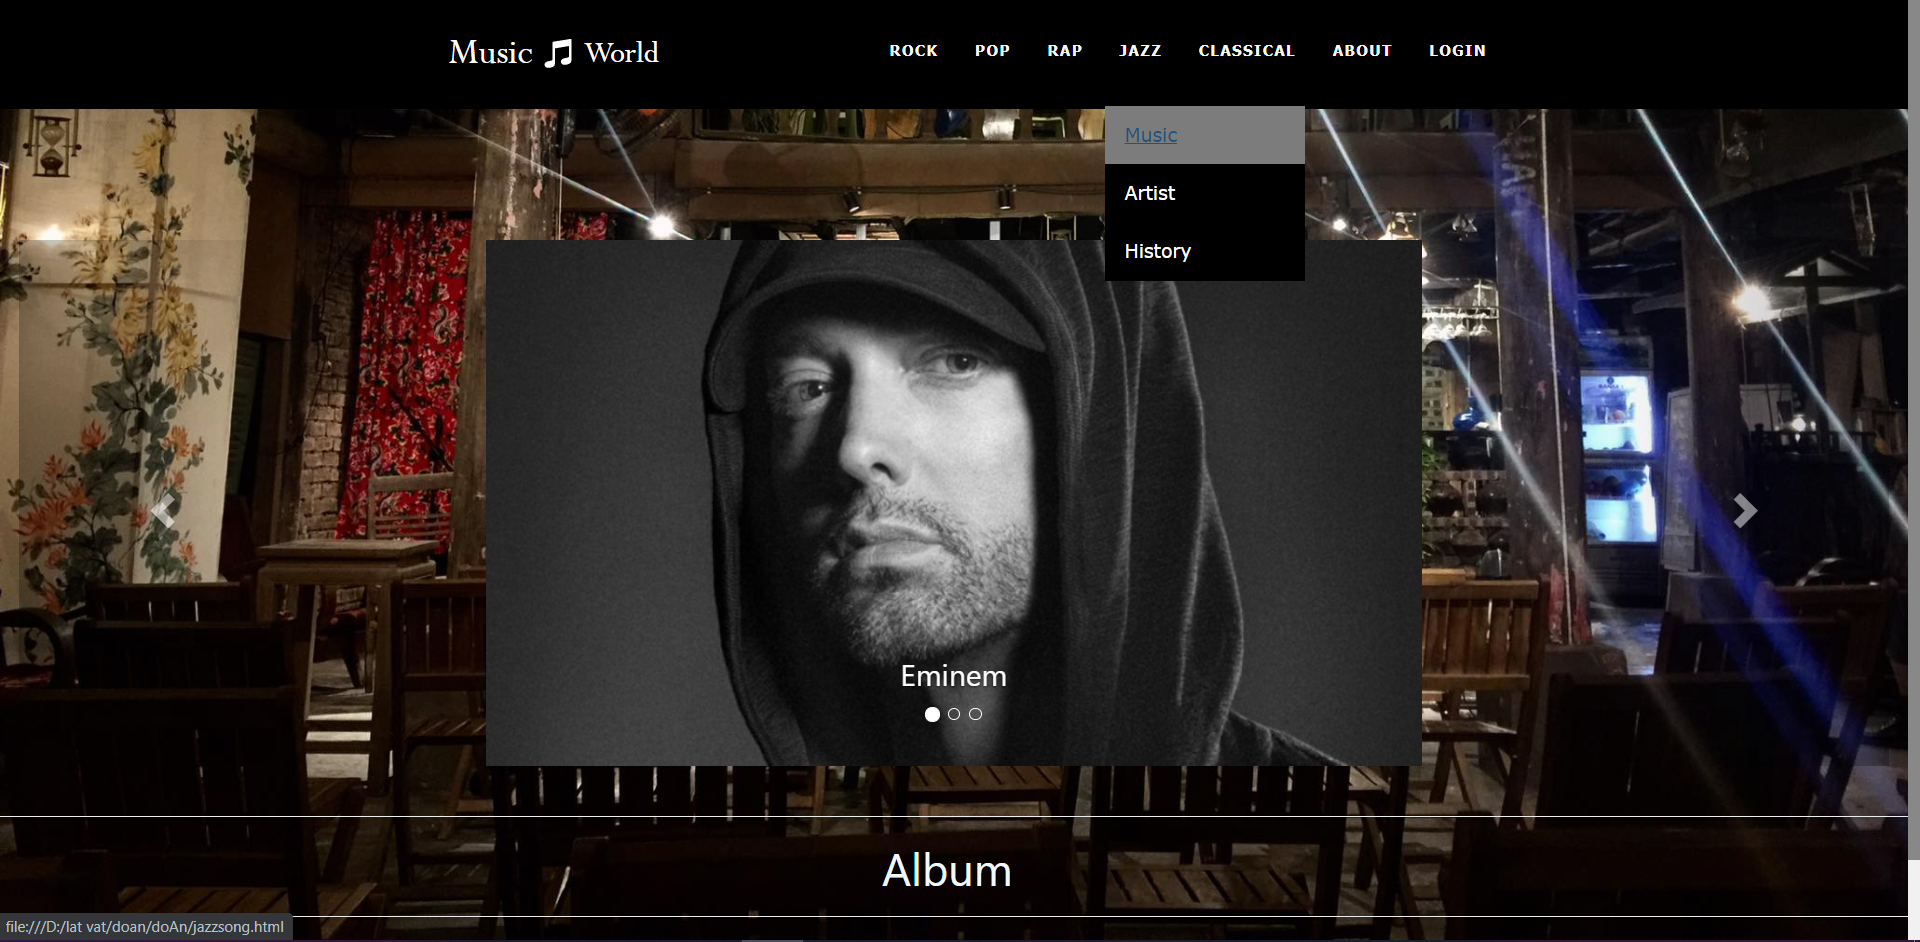 Music World
ROCK POP RAP JAZZ CLASSICAL ABOUT LOGIN
Music
Artist
History
Eminem
Album
file:///D:/lat vat/doan/doAn/jazzsong.html